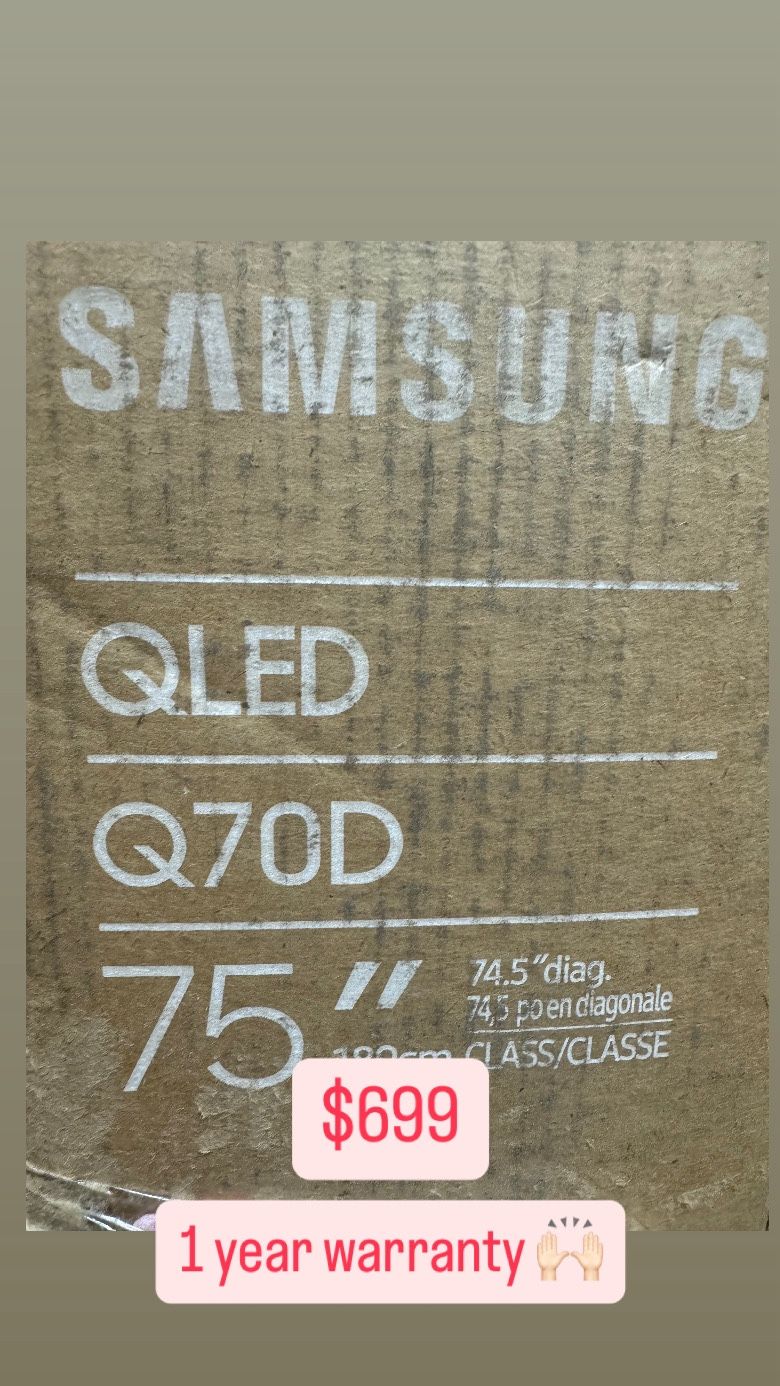 SAMSUNG
QLED
Q70D
75"
74.5"diag.
74,5 po en diagonale
CLASS/CLASSE
$699
1 year warranty 🙌🏻